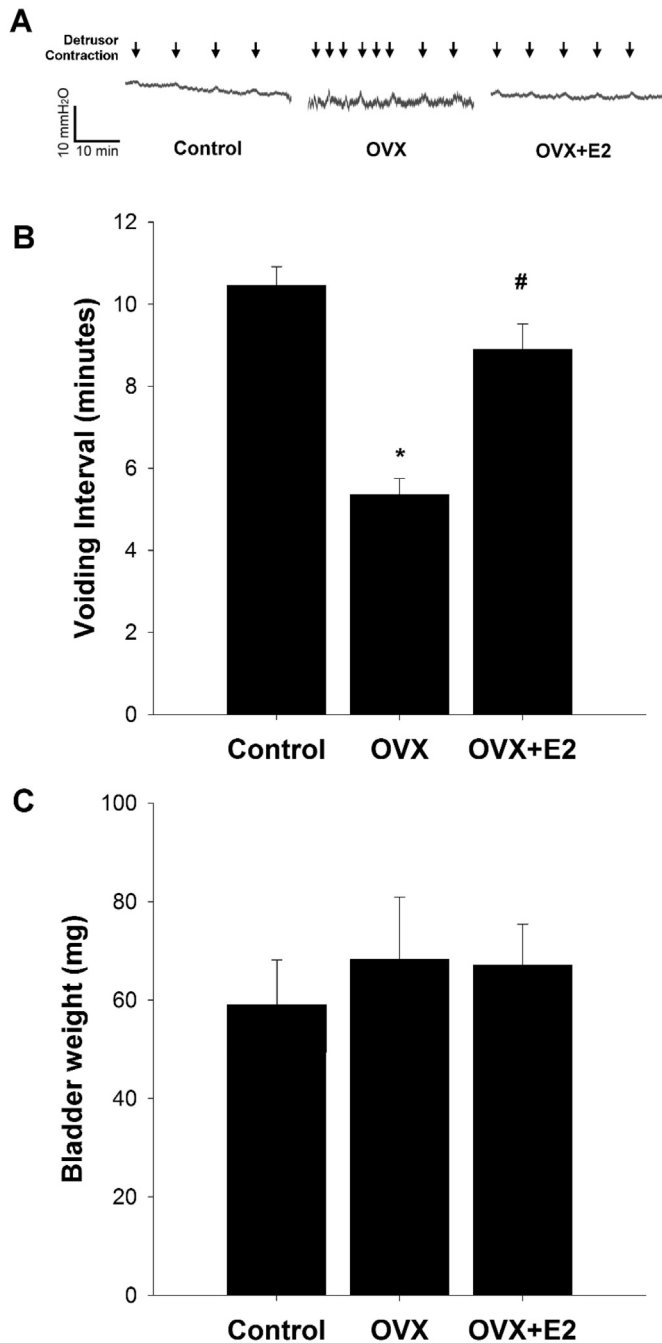 A
Detrusor
Contraction
10 mmH2O
10 min
Control
OVX
OVX+E2
B
Voiding Interval (minutes)
12
10
8
6
4
2
0
*
#
Control
OVX
OVX+E2
C
Bladder weight (mg)
100
80
60
40
20
0
Control
OVX
OVX+E2